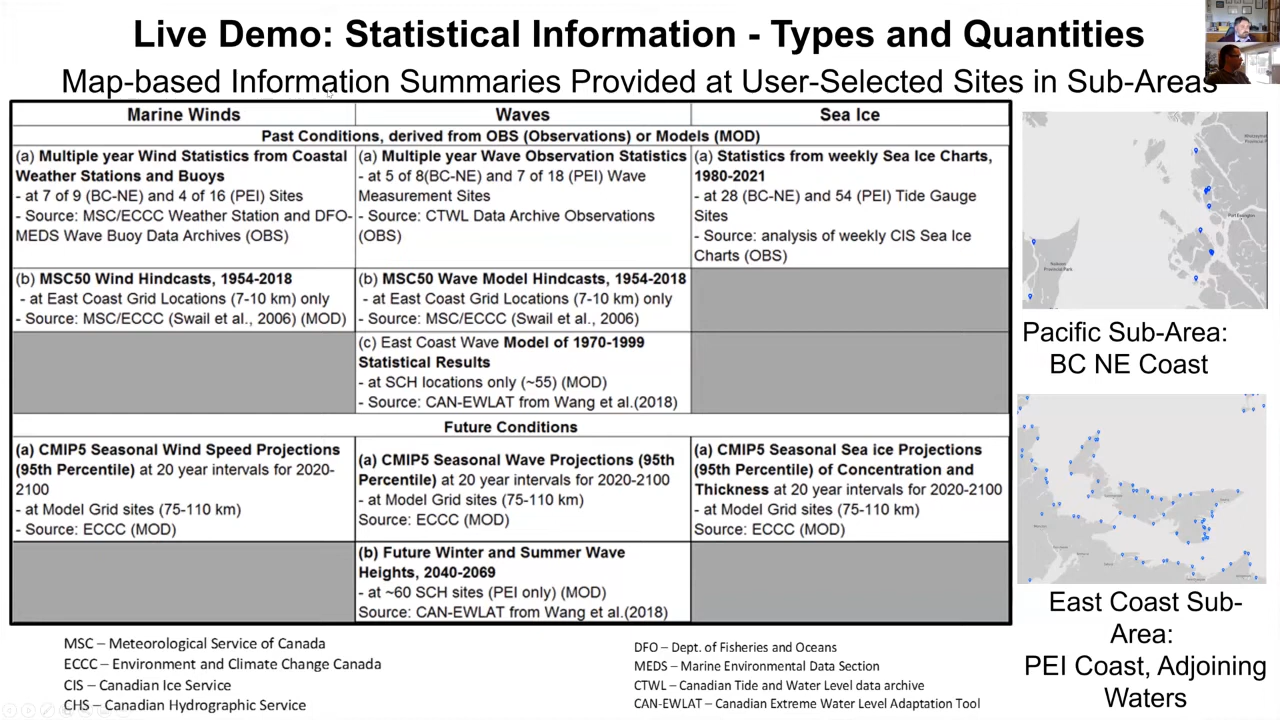 Live Demo: Statistical Information - Types and Quantities
Map-based Information Summaries Provided at User-Selected Sites in Sub-Areas
Marine Winds
Waves
Sea Ice
Past Conditions, derived from OBS (Observations) or Models (MOD)
(a) Multiple year Wind Statistics from Coastal
Weather Stations and Buoys
- at 7 of 9 (BC-NE) and 4 of 16 (PEI) Sites
- Source: MSC/ECCC Weather Station and DFO-
MEDS Wave Buoy Data Archives (OBS)
(a) Multiple year Wave Observation Statistics
- at 5 of 8(BC-NE) and 7 of 18 (PEI) Wave
Measurement Sites
- Source: CTWL Data Archive Observations
(OBS)
(a) Statistics from weekly Sea Ice Charts,
1980-2021
- at 28 (BC-NE) and 54 (PEI) Tide Gauge
Sites
- Source: analysis of weekly CIS Sea Ice
Charts (OBS)
(b) MSC50 Wind Hindcasts, 1954-2018
- at East Coast Grid Locations (7-10 km) only
- Source: MSC/ECCC (Swail et al., 2006) (MOD)
(b) MSC50 Wave Model Hindcasts, 1954-2018
- at East Coast Grid Locations (7-10 km) only
- Source: MSC/ECCC (Swail et al., 2006)
(c) East Coast Wave Model of 1970-1999
Statistical Results
- at SCH locations only (~55) (MOD)
- Source: CAN-EWLAT from Wang et al.(2018)
Future Conditions
(a) CMIP5 Seasonal Wind Speed Projections
(95th Percentile) at 20 year intervals for 2020-
2100
- at Model Grid sites (75-110 km)
- Source: ECCC (MOD)
(a) CMIP5 Seasonal Wave Projections (95th
Percentile) at 20 year intervals for 2020-2100
- at Model Grid sites (75-110 km)
Source: ECCC (MOD)
(a) CMIP5 Seasonal Sea ice Projections
(95th Percentile) of Concentration and
Thickness at 20 year intervals for 2020-2100
- at Model Grid sites (75-110 km)
Source: ECCC (MOD)
(b) Future Winter and Summer Wave
Heights, 2040-2069
- at ~60 SCH sites (PEI only) (MOD)
Source: CAN-EWLAT from Wang et al.(2018)
Pacific Sub-Area:
BC NE Coast
East Coast Sub-
Area:
PEI Coast, Adjoining
Waters
MSC – Meteorological Service of Canada
ECCC – Environment and Climate Change Canada
CIS – Canadian Ice Service
CHS – Canadian Hydrographic Service
DFO – Dept. of Fisheries and Oceans
MEDS – Marine Environmental Data Section
CTWL – Canadian Tide and Water Level data archive
CAN-EWLAT – Canadian Extreme Water Level Adaptation Tool